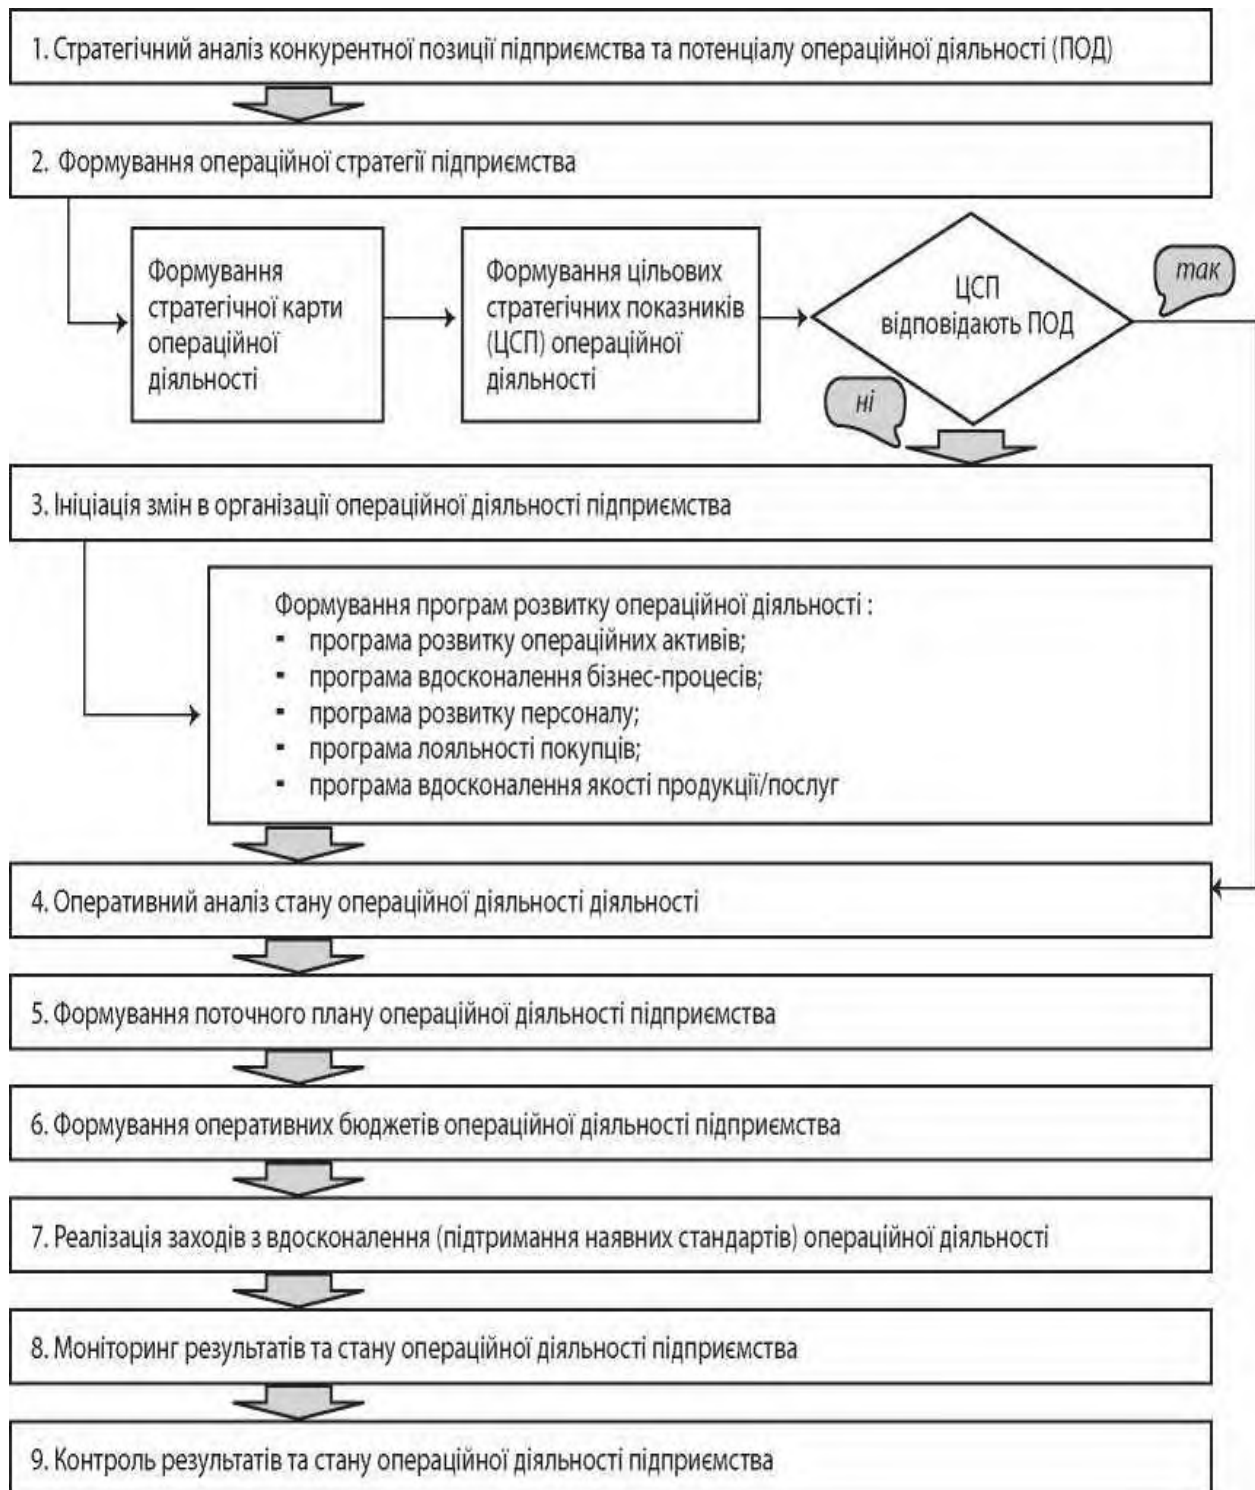 1. Стратегічний аналіз конкурентної позиції підприємства та потенціалу операційної діяльності (ПОД)
2. Формування операційної стратегії підприємства
Формування
стратегічної карти
операційної
діяльності
Формування цільових
стратегічних показників
(ЦСП) операційної
діяльності
ЦСП
відповідають ПОД
так
ні
3. Ініціація змін в організації операційної діяльності підприємства
Формування програм розвитку операційної діяльності :
▪ програма розвитку операційних активів;
▪ програма вдосконалення бізнес-процесів;
▪ програма розвитку персоналу;
▪ програма лояльності покупців;
▪ програма вдосконалення якості продукції/послуг
4. Оперативний аналіз стану операційної діяльності діяльності
5. Формування поточного плану операційної діяльності підприємства
6. Формування оперативних бюджетів операційної діяльності підприємства
7. Реалізація заходів з вдосконалення (підтримання наявних стандартів) операційної діяльності
8. Моніторинг результатів та стану операційної діяльності підприємства
9. Контроль результатів та стану операційної діяльності підприємства